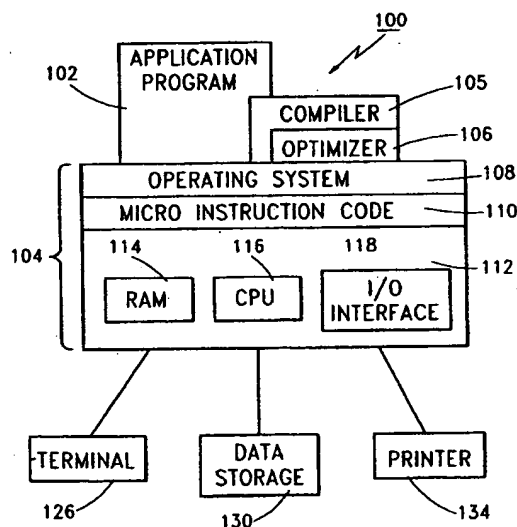 100
APPLICATION
PROGRAM
102
105
COMPILER
106
OPTIMIZER
OPERATING SYSTEM
108
MICRO INSTRUCTION CODE
110
104
114
116
118
112
RAM
CPU
I/O
INTERFACE
TERMINAL
DATA
STORAGE
PRINTER
126
130
134